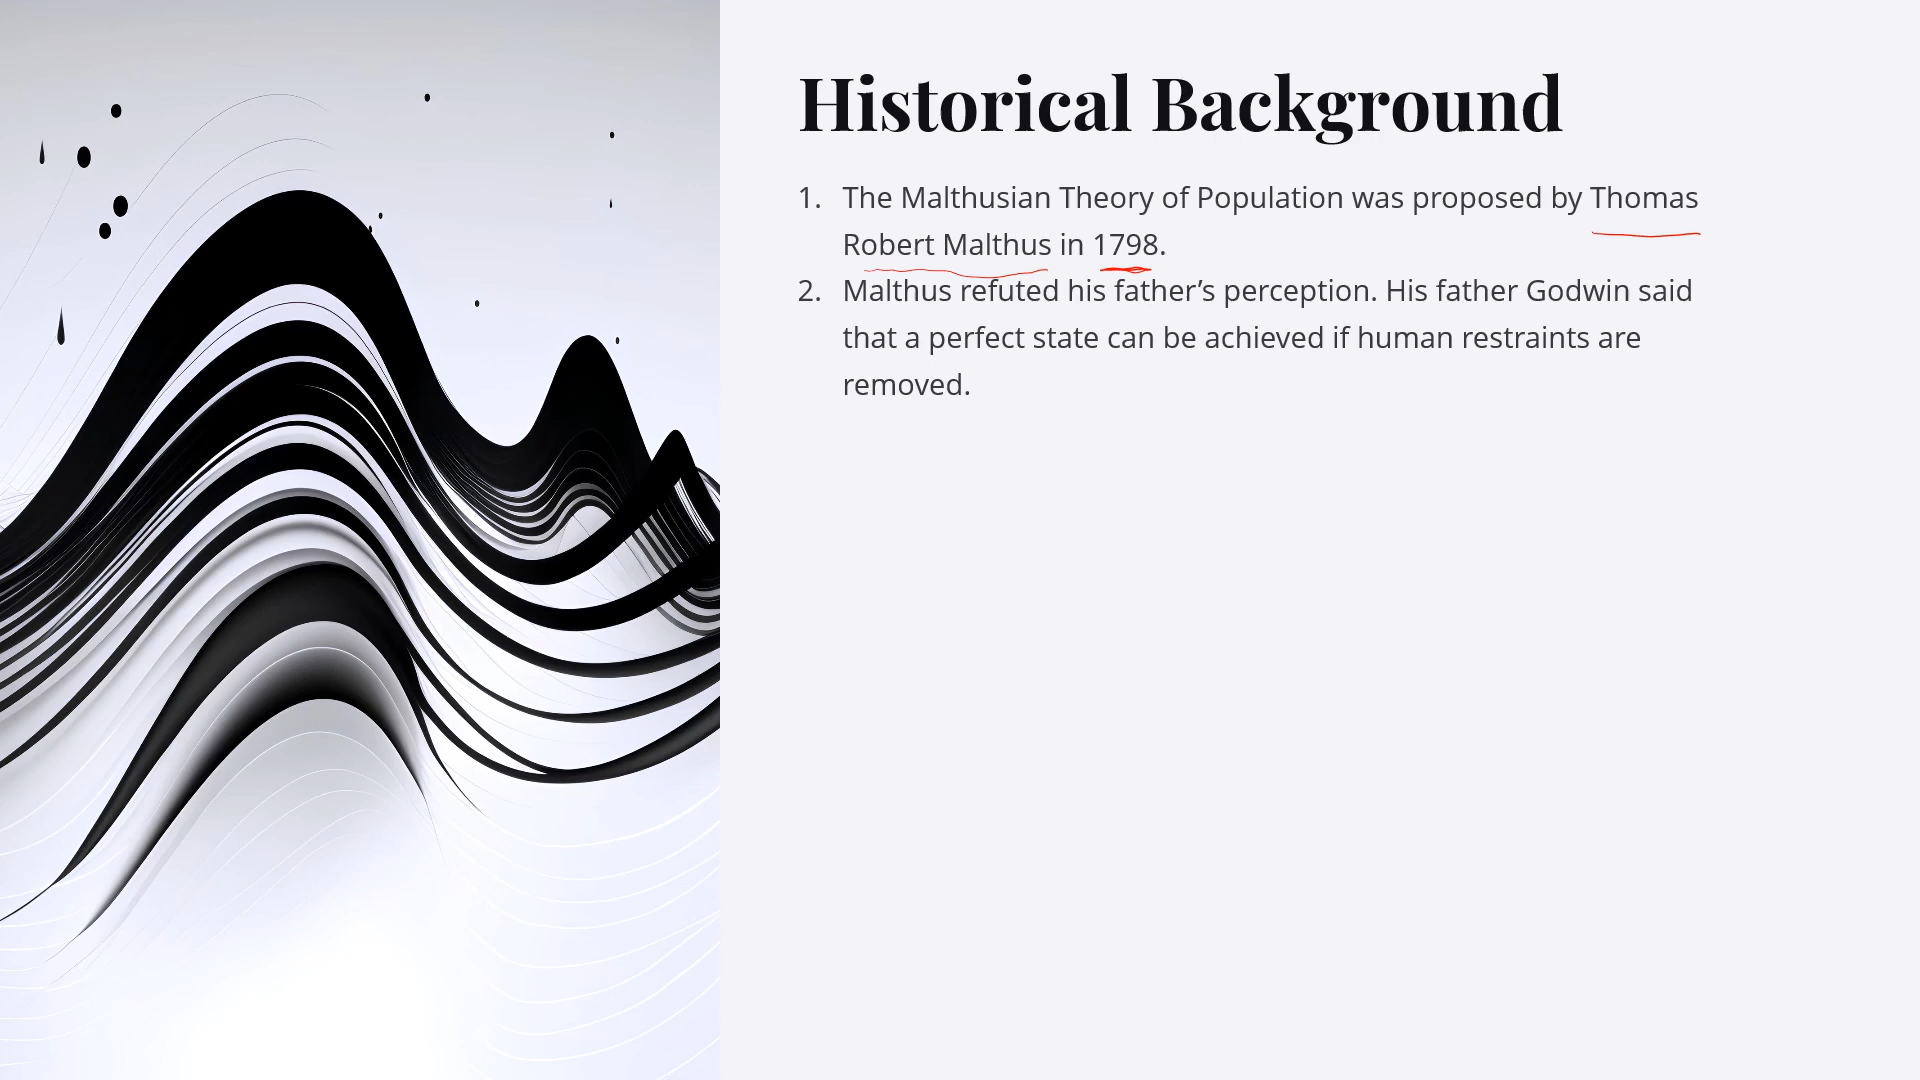 Historical Background
1. The Malthusian Theory of Population was proposed by Thomas
Robert Malthus in 1798.
2. Malthus refuted his father’s perception. His father Godwin said
that a perfect state can be achieved if human restraints are
removed.